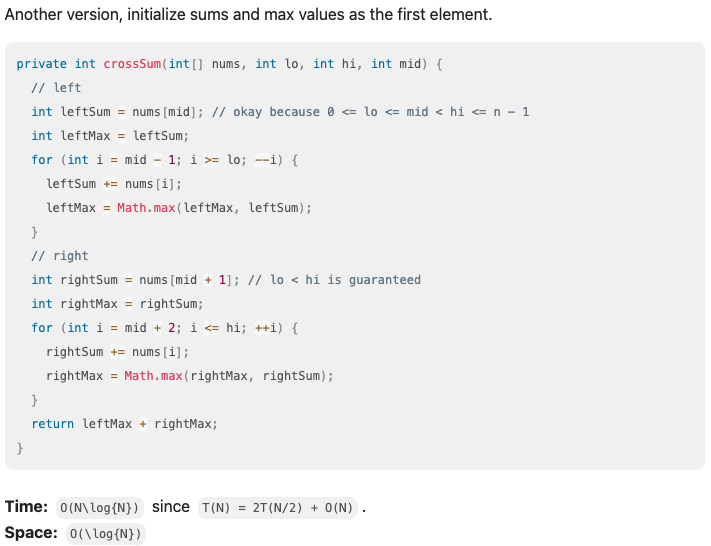 Another version, initialize sums and max values as the first element.
private int crossSum(int[] nums, int lo, int hi, int mid) {
  // left
  int leftSum = nums[mid]; // okay because 0 <= lo <= mid < hi <= n - 1
  int leftMax = leftSum;
  for (int i = mid - 1; i >= lo; --i) {
    leftSum += nums[i];
    leftMax = Math.max(leftMax, leftSum);
  }
  // right
  int rightSum = nums[mid + 1]; // lo < hi is guaranteed
  int rightMax = rightSum;
  for (int i = mid + 2; i <= hi; ++i) {
    rightSum += nums[i];
    rightMax = Math.max(rightMax, rightSum);
  }
  return leftMax + rightMax;
}
Time: O(N\log{N}) since T(N) = 2T(N/2) + O(N) .
Space: O(\log{N})